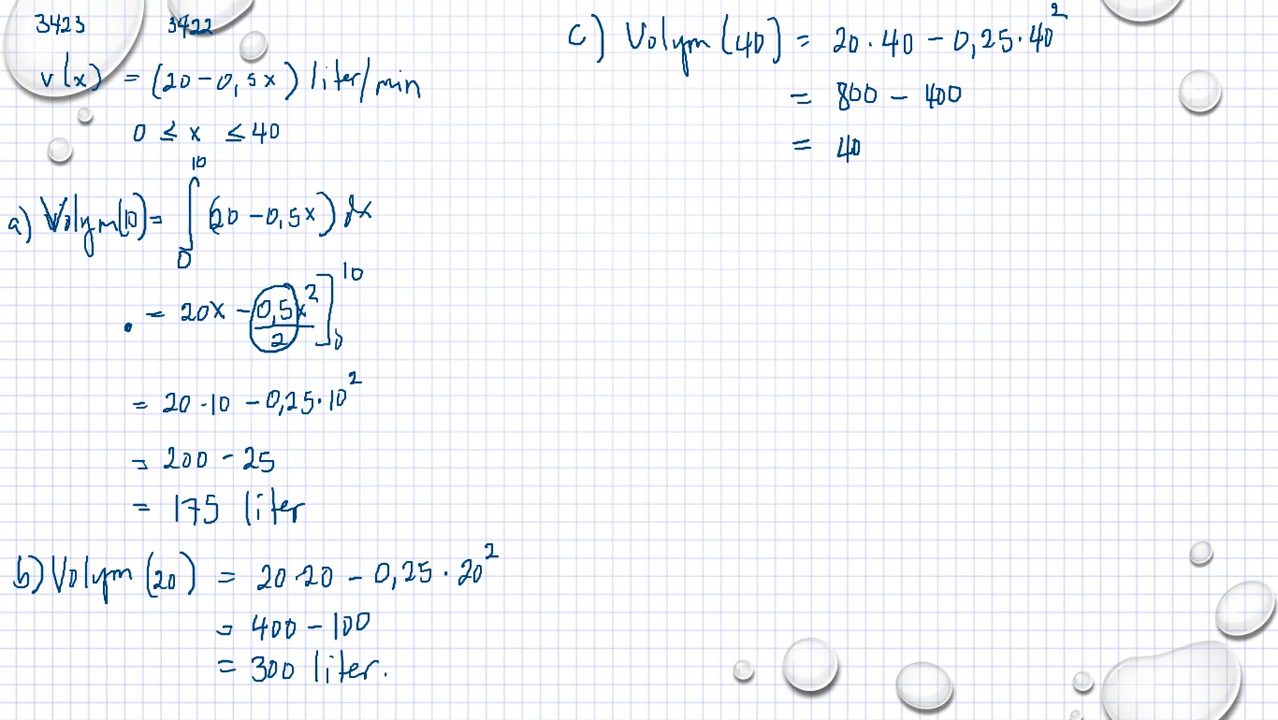 3423 3422
v(x) = (20 - 0,5x) liter/min
0 ≤ x ≤ 40
a) Volym(10) = ∫₀¹⁰ (20 - 0,5x) dx
= 20x - 0,5x²/2 ]₀¹⁰
= 20 · 10 - 0,25 · 10²
= 200 - 25
= 175 liter
b) Volym (20) = 20·20 - 0,25 · 20²
= 400 - 100
= 300 liter.
c) Volym (40) = 20 · 40 - 0,25 · 40²
= 800 - 400
= 40